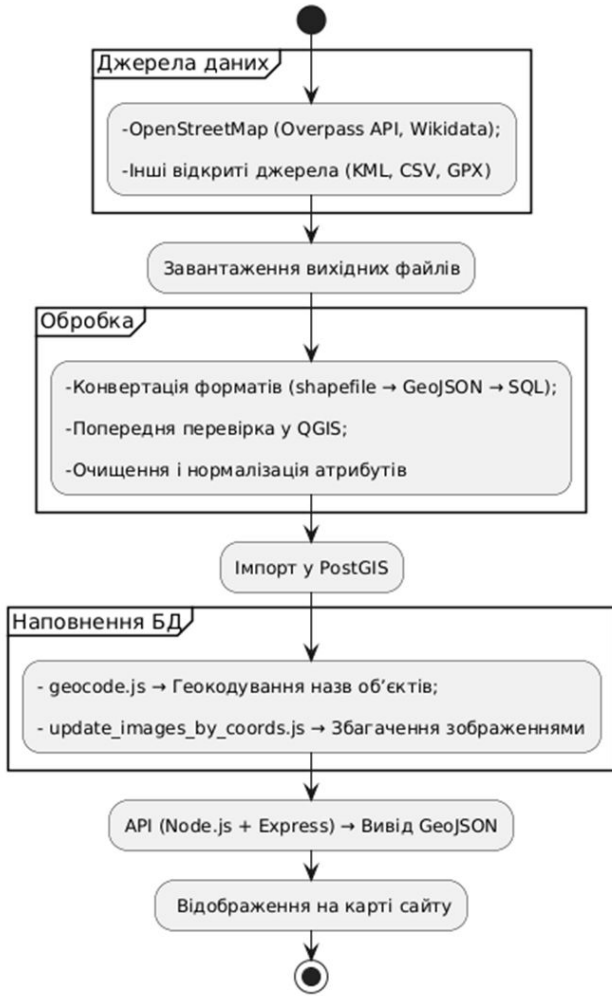 Джерела даних
-OpenStreetMap (Overpass API, Wikidata);
-Інші відкриті джерела (KML, CSV, GPX)
Завантаження вихідних файлів
Обробка
-Конвертація форматів (shapefile → GeoJSON → SQL);
-Попередня перевірка у QGIS;
-Очищення і нормалізація атрибутів
Імпорт у PostGIS
Наповнення БД
- geocode.js → Геокодування назв об’єктів;
- update_images_by_coords.js → Збагачення зображеннями
API (Node.js + Express) → Вивід GeoJSON
Відображення на карті сайту